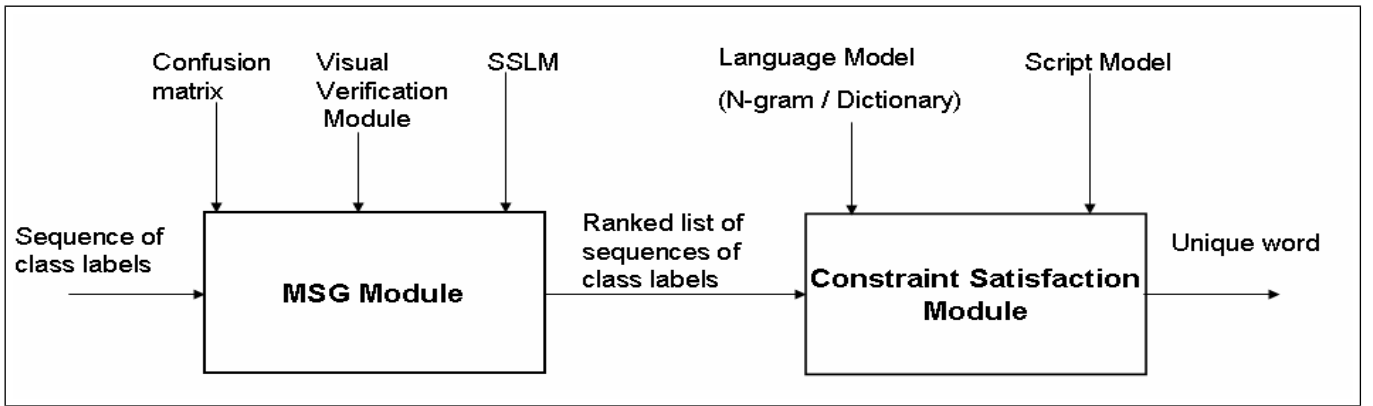 Confusion
matrix
Visual
Verification
Module
SSLM
Language Model
(N-gram / Dictionary)
Script Model
Sequence of
class labels
MSG Module
Ranked list of
sequences of
class labels
Constraint Satisfaction
Module
Unique word